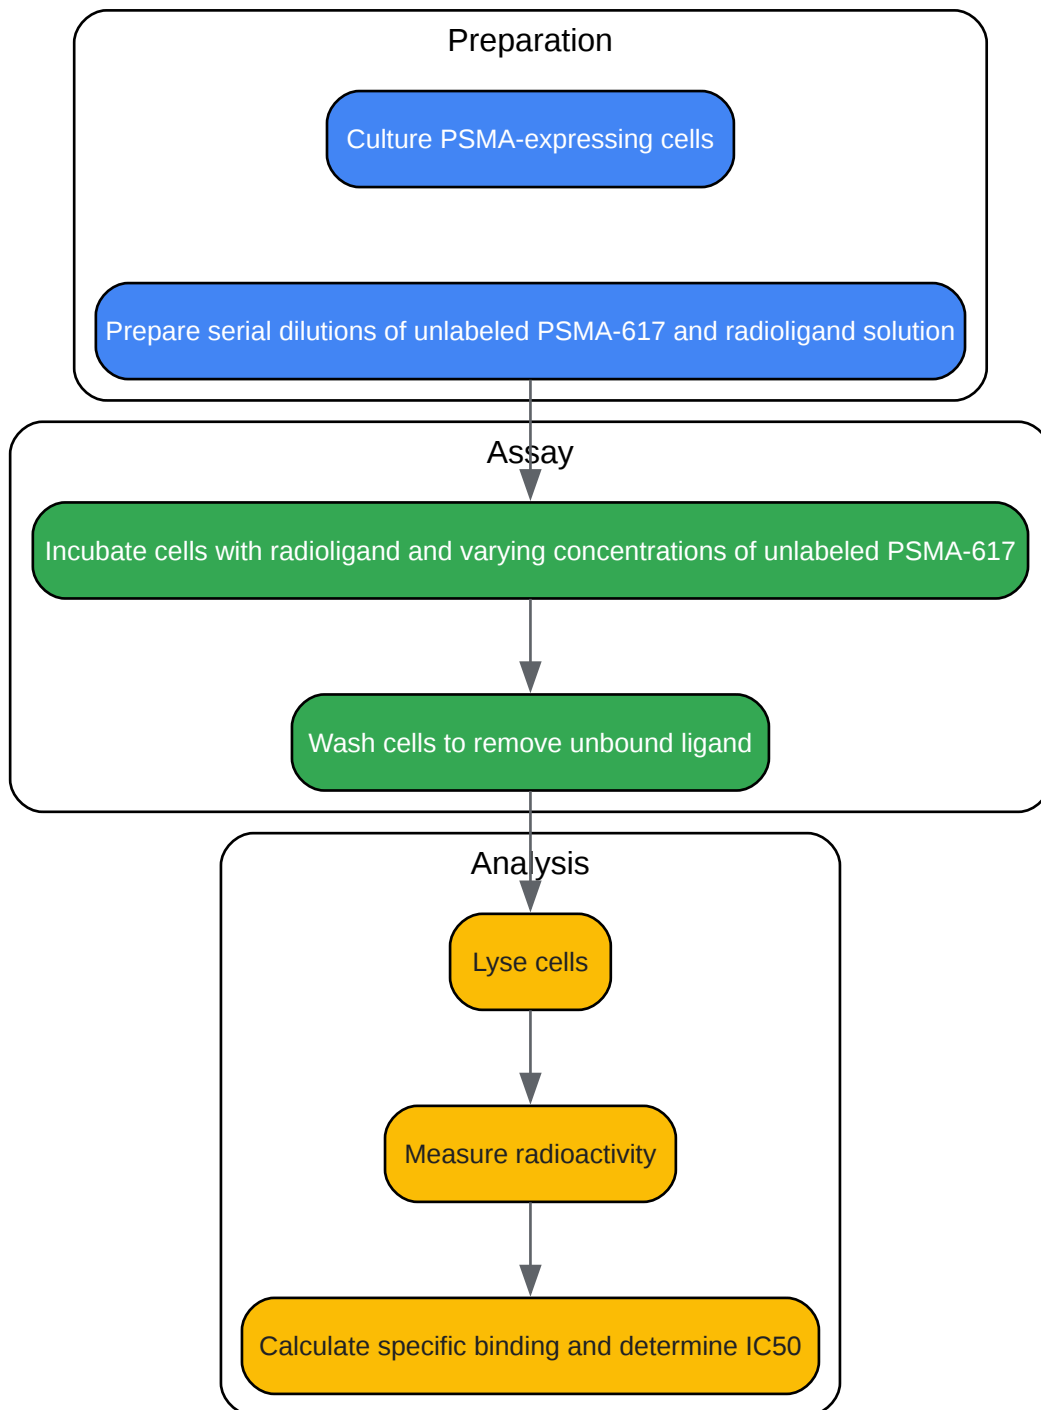 Preparation
Culture PSMA-expressing cells
Prepare serial dilutions of unlabeled PSMA-617 and radioligand solution
Assay
Incubate cells with radioligand and varying concentrations of unlabeled PSMA-617
Wash cells to remove unbound ligand
Analysis
Lyse cells
Measure radioactivity
Calculate specific binding and determine IC50